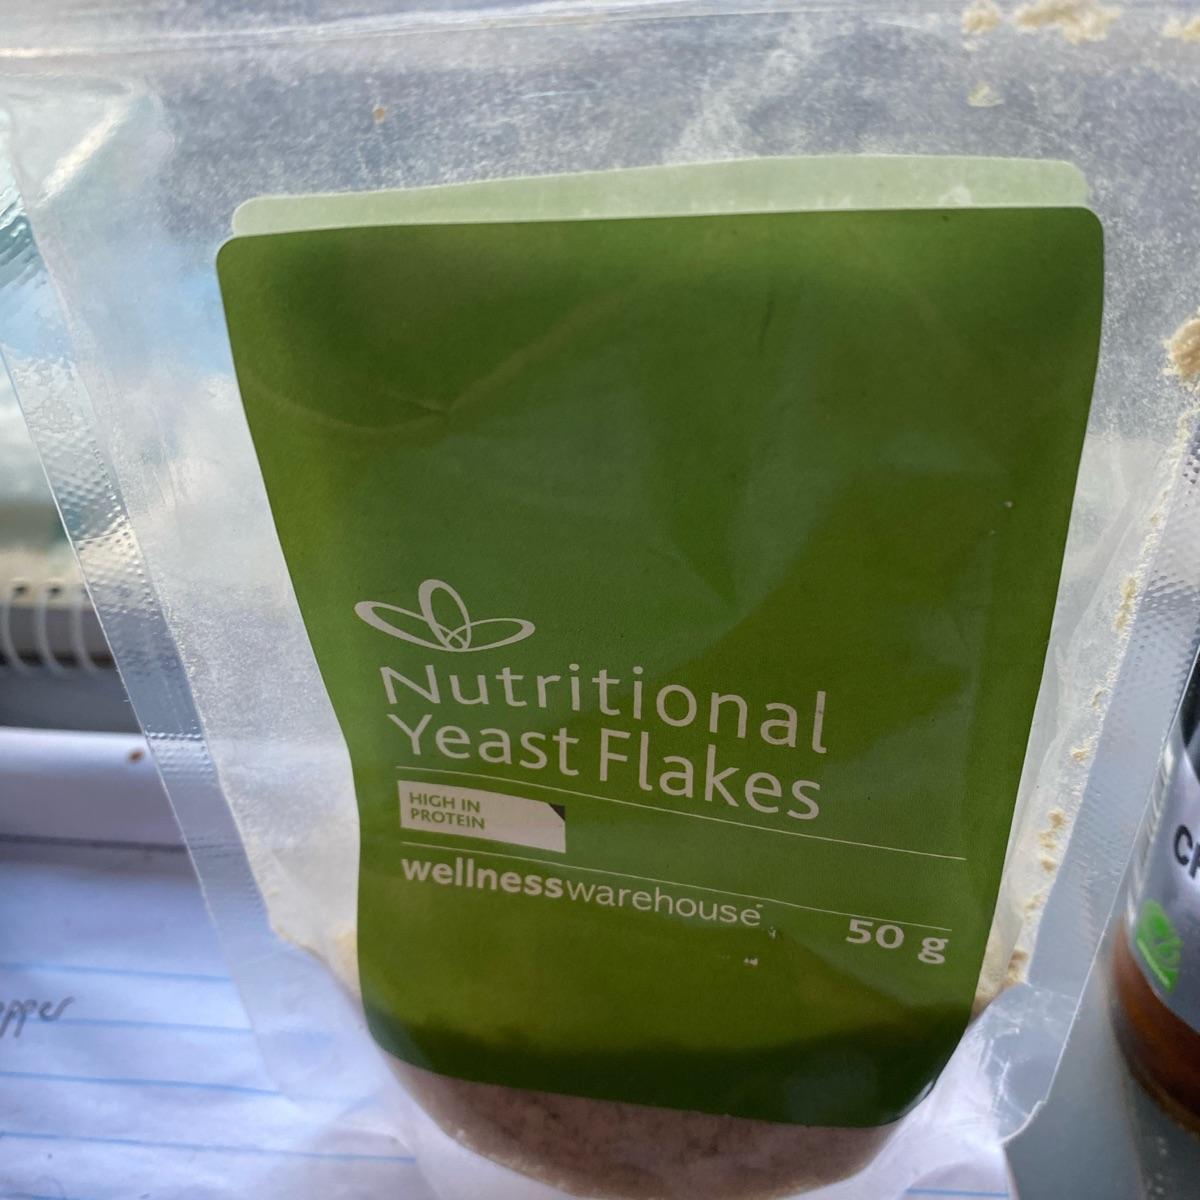 Nutritional
Yeast Flakes
HIGH IN
PROTEIN
wellnesswarehouse
50 g